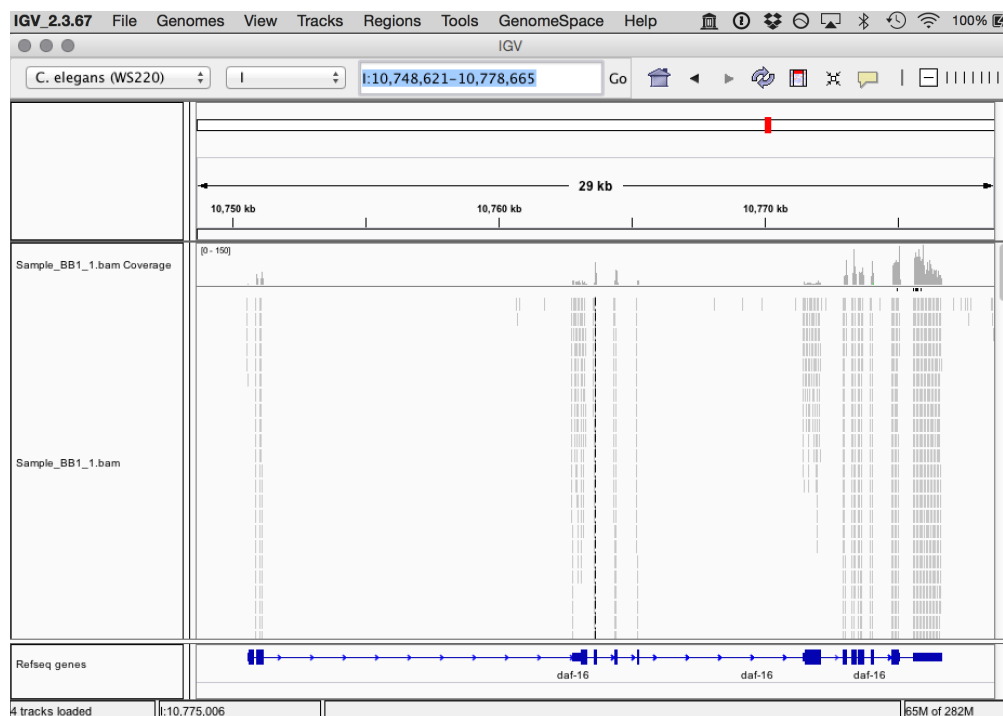 IGV_2.3.67 File Genomes View Tracks Regions Tools GenomeSpace Help 100%
IGV
C. elegans (WS220) I I:10,748,621-10,778,665 Go
29 kb
10,750 kb 10,760 kb 10,770 kb
[0 - 150]
Sample_BB1_1.bam Coverage
Sample_BB1_1.bam
Refseq genes
daf-16 daf-16 daf-16
4 tracks loaded I:10,775,006 65M of 282M